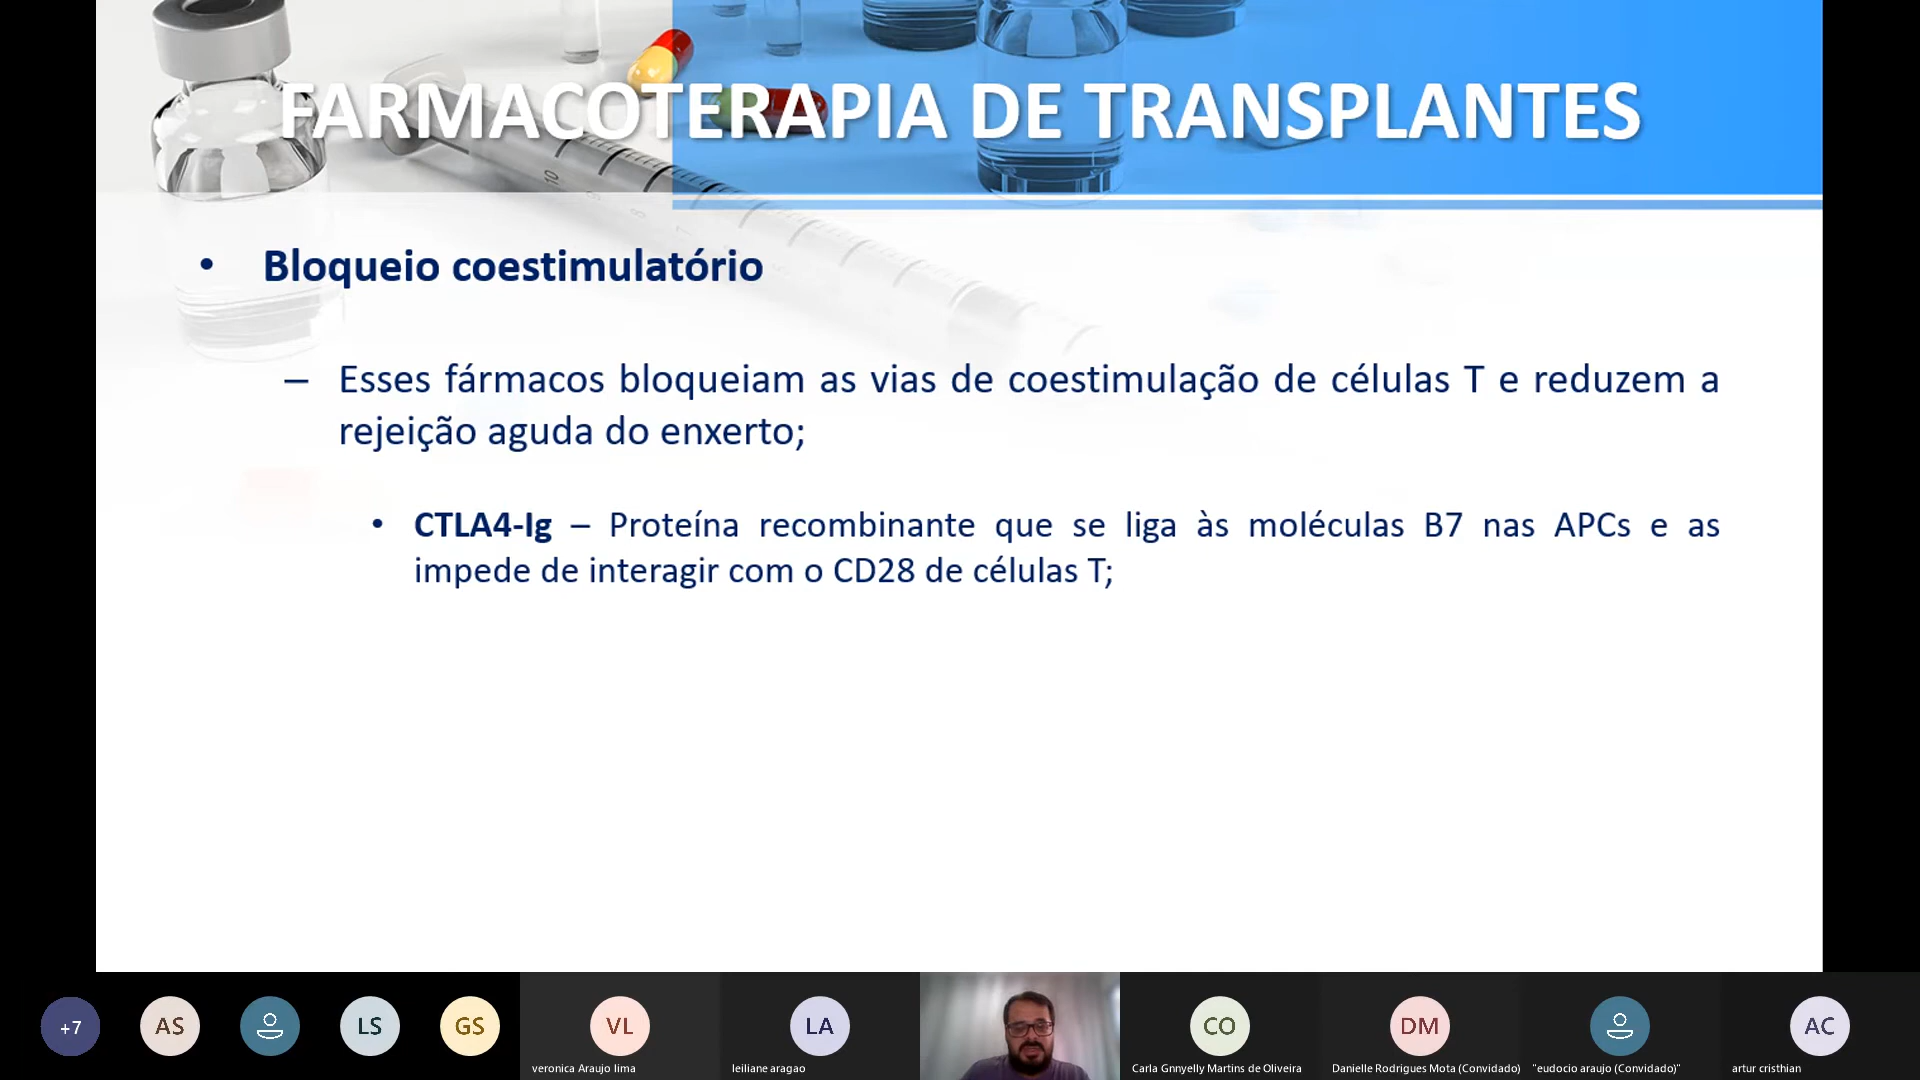 FARMACOTERAPIA DE TRANSPLANTES
• Bloqueio coestimulatório
– Esses fármacos bloqueiam as vias de coestimulação de células T e reduzem a
rejeição aguda do enxerto;
• CTLA4-Ig – Proteína recombinante que se liga às moléculas B7 nas APCs e as
impede de interagir com o CD28 de células T;
10
+7 AS LS GS VL LA CO DM AC
veronica Araujo lima leiliane aragao Carla Gnnyelly Martins de Oliveira Danielle Rodrigues Mota (Convidado) "eudocio araujo (Convidado)" artur cristhian